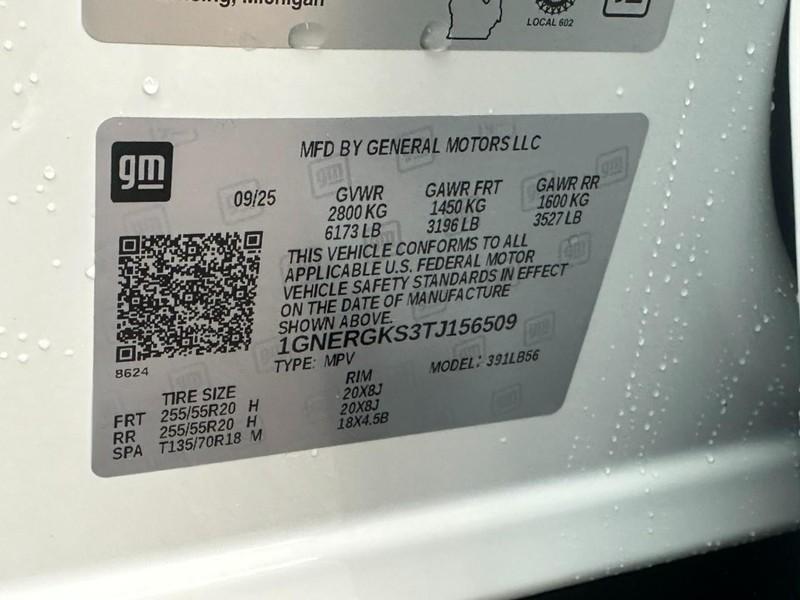 Michigan
LOCAL 602
gm
MFD BY GENERAL MOTORS LLC
09/25
GVWR GAWR FRT GAWR RR
2800 KG 1450 KG 1600 KG
6173 LB 3196 LB 3527 LB
THIS VEHICLE CONFORMS TO ALL
APPLICABLE U.S. FEDERAL MOTOR
VEHICLE SAFETY STANDARDS IN EFFECT
ON THE DATE OF MANUFACTURE
SHOWN ABOVE.
1GNERGKS3TJ156509
TYPE: MPV MODEL: 391LB56
8624
TIRE SIZE RIM
FRT 255/55R20 H 20X8J
RR 255/55R20 H 20X8J
SPA T135/70R18 M 18X4.5B